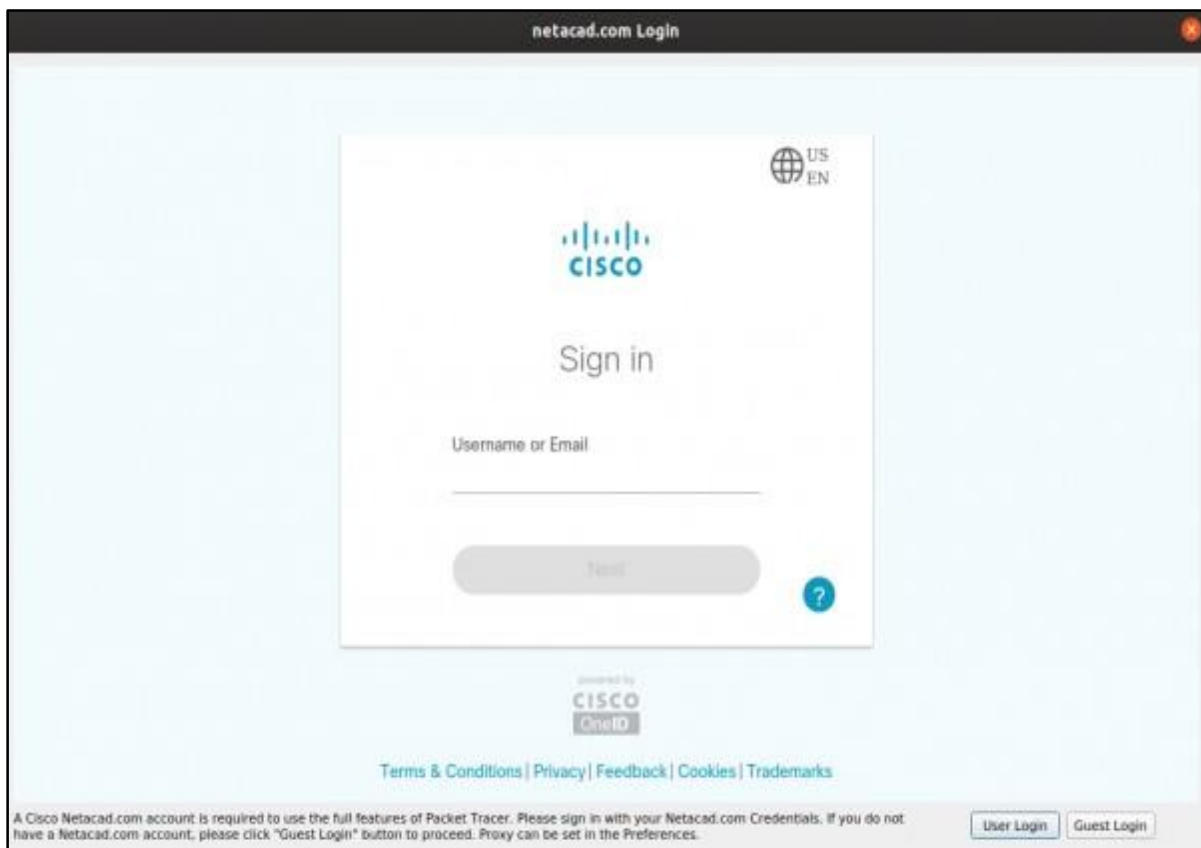 netacad.com Login
US
EN
CISCO
Sign in
Username or Email
Next
?
powered by
CISCO
OneID
Terms & Conditions | Privacy | Feedback | Cookies | Trademarks
A Cisco Netacad.com account is required to use the full features of Packet Tracer. Please sign in with your Netacad.com Credentials. If you do not
have a Netacad.com account, please click "Guest Login" button to proceed. Proxy can be set in the Preferences.
User Login
Guest Login